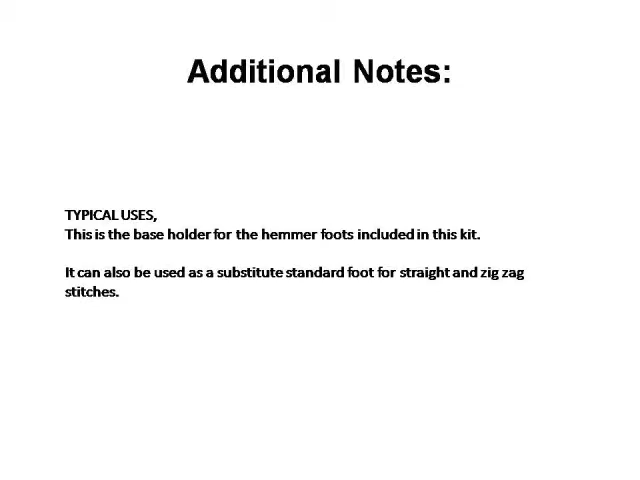 Additional Notes:
TYPICAL USES,
This is the base holder for the hemmer foots included in this kit.
It can also be used as a substitute standard foot for straight and zig zag
stitches.